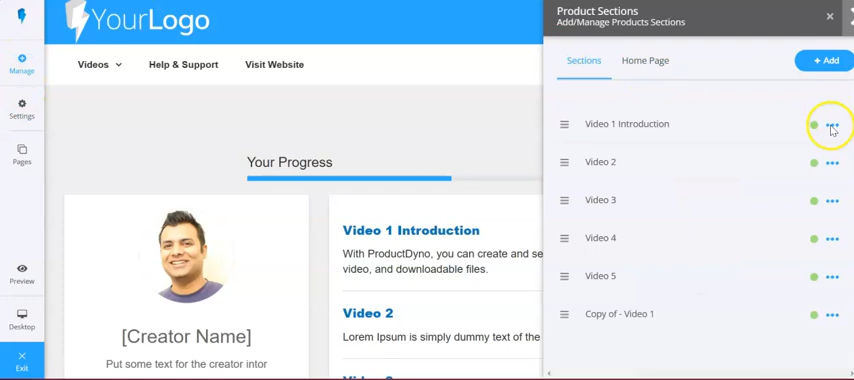 Manage
Settings
Pages
Preview
Desktop
Exit
YourLogo
Videos
Help & Support
Visit Website
Your Progress
[Creator Name]
Put some text for the creator intor
Video 1 Introduction
With ProductDyno, you can create and se
video, and downloadable files.
Video 2
Lorem Ipsum is simply dummy text of the
Product Sections
Add/Manage Products Sections
Sections
Home Page
+ Add
Video 1 Introduction
Video 2
Video 3
Video 4
Video 5
Copy of - Video 1